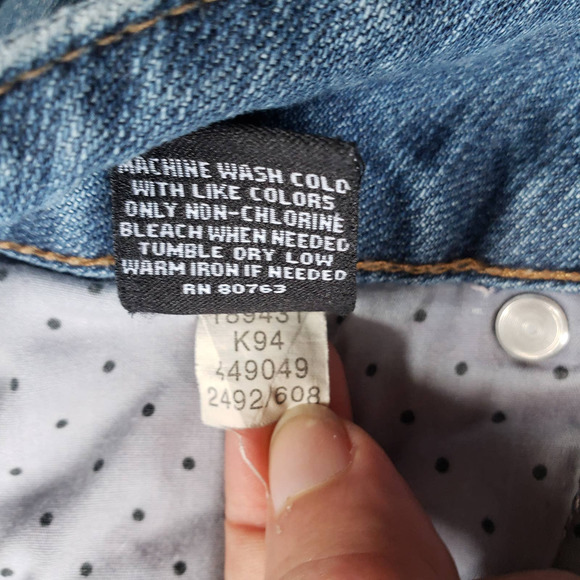 MACHINE WASH COLD
WITH LIKE COLORS
ONLY NON-CHLORINE
BLEACH WHEN NEEDED
TUMBLE DRY LOW
WARM IRON IF NEEDED
RN 80763
K94
449049
2492/608